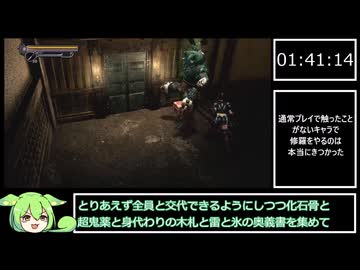 01:41:14
通常プレイで触ったこと
がないキャラで
修羅をやるのは
本当にきつかった
とりあえず全員と交代できるようにしつつ化石骨と
超鬼薬と身代わりの木札と雷と氷の奥義書を集めて